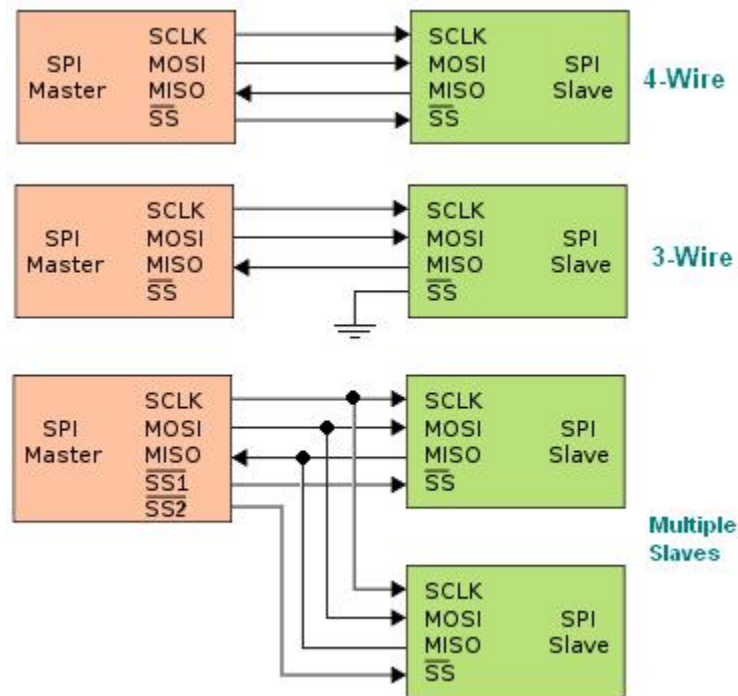 SCLK
MOSI
MISO
SS
SPI
Master
SCLK
MOSI
MISO
SS
SPI
Slave
4-Wire
SCLK
MOSI
MISO
SS
SPI
Master
SCLK
MOSI
MISO
SS
SPI
Slave
3-Wire
SCLK
MOSI
MISO
SS1
SS2
SPI
Master
SCLK
MOSI
MISO
SS
SPI
Slave
Multiple
Slaves
SCLK
MOSI
MISO
SS
SPI
Slave